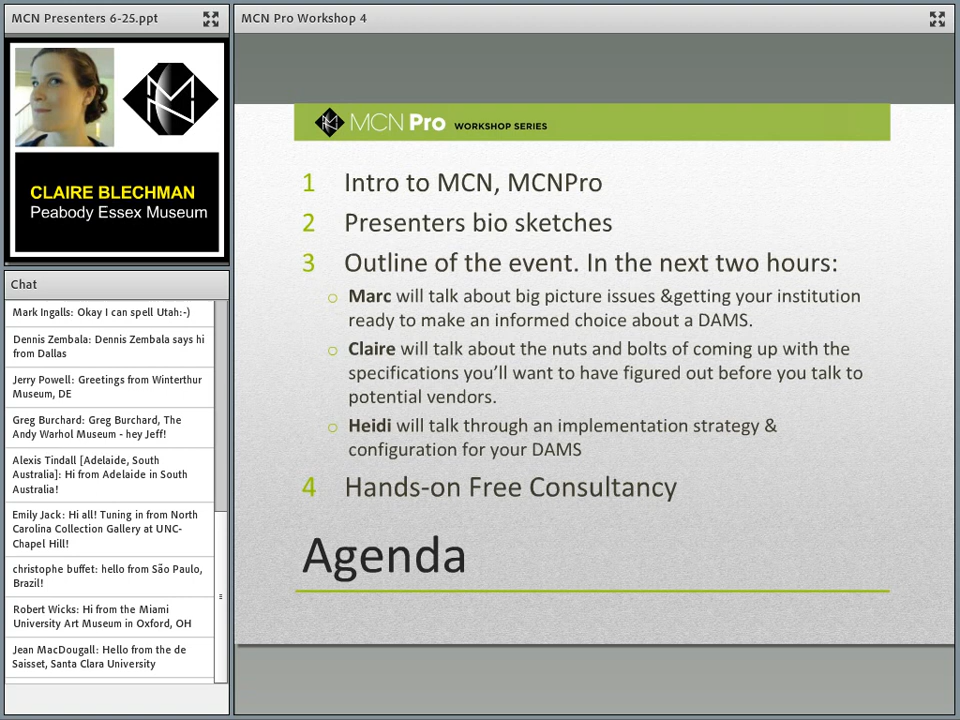 MCN Presenters 6-25.ppt
CLAIRE BLECHMAN
Peabody Essex Museum
Chat
Mark Ingalls: Okay I can spell Utah:-)
Dennis Zembala: Dennis Zembala says hi
from Dallas
Jerry Powell: Greetings from Winterthur
Museum, DE
Greg Burchard: Greg Burchard, The
Andy Warhol Museum - hey Jeff!
Alexis Tindall [Adelaide, South
Australia]: Hi from Adelaide in South
Australia!
Emily Jack: Hi all! Tuning in from North
Carolina Collection Gallery at UNC-
Chapel Hill!
christophe buffet: hello from São Paulo,
Brazil!
Robert Wicks: Hi from the Miami
University Art Museum in Oxford, OH
Jean MacDougall: Hello from the de
Saisset, Santa Clara University
MCN Pro Workshop 4
MCN Pro WORKSHOP SERIES
1 Intro to MCN, MCNPro
2 Presenters bio sketches
3 Outline of the event. In the next two hours:
o Marc will talk about big picture issues &getting your institution
ready to make an informed choice about a DAMS.
o Claire will talk about the nuts and bolts of coming up with the
specifications you’ll want to have figured out before you talk to
potential vendors.
o Heidi will talk through an implementation strategy &
configuration for your DAMS
4 Hands-on Free Consultancy
Agenda